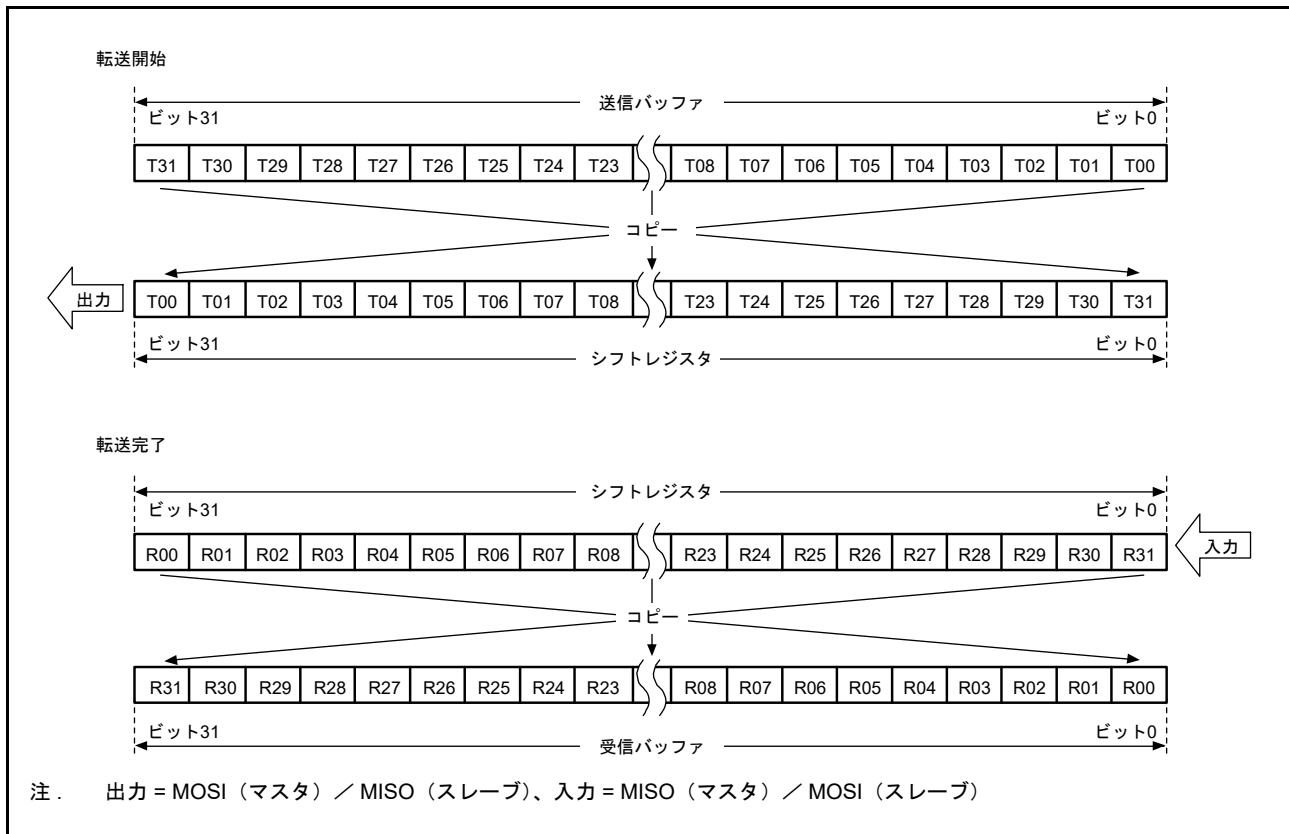 転送開始
送信バッファ
ビット31 ビット0
T31 T30 T29 T28 T27 T26 T25 T24 T23 T08 T07 T06 T05 T04 T03 T02 T01 T00
コピー
出力 T00 T01 T02 T03 T04 T05 T06 T07 T08 T23 T24 T25 T26 T27 T28 T29 T30 T31
ビット31 ビット0
シフトレジスタ
転送完了
シフトレジスタ
ビット31 ビット0
R00 R01 R02 R03 R04 R05 R06 R07 R08 R23 R24 R25 R26 R27 R28 R29 R30 R31 入力
コピー
R31 R30 R29 R28 R27 R26 R25 R24 R23 R08 R07 R06 R05 R04 R03 R02 R01 R00
ビット31 ビット0
受信バッファ
注. 出力 = MOSI（マスタ）／ MISO（スレーブ）、入力 = MISO（マスタ）／ MOSI（スレーブ）